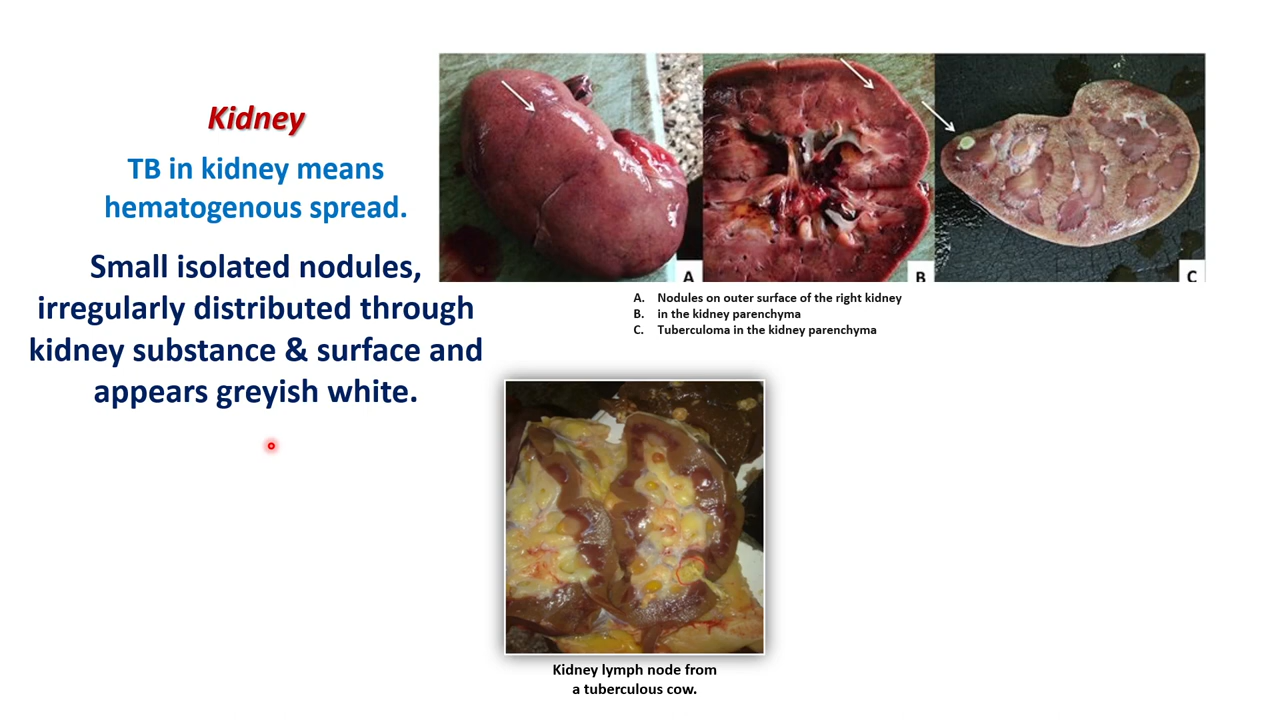 Kidney
TB in kidney means
hematogenous spread.
Small isolated nodules,
irregularly distributed through
kidney substance & surface and
appears greyish white.
A
B
C
A. Nodules on outer surface of the right kidney
B. in the kidney parenchyma
C. Tuberculoma in the kidney parenchyma
Kidney lymph node from
a tuberculous cow.